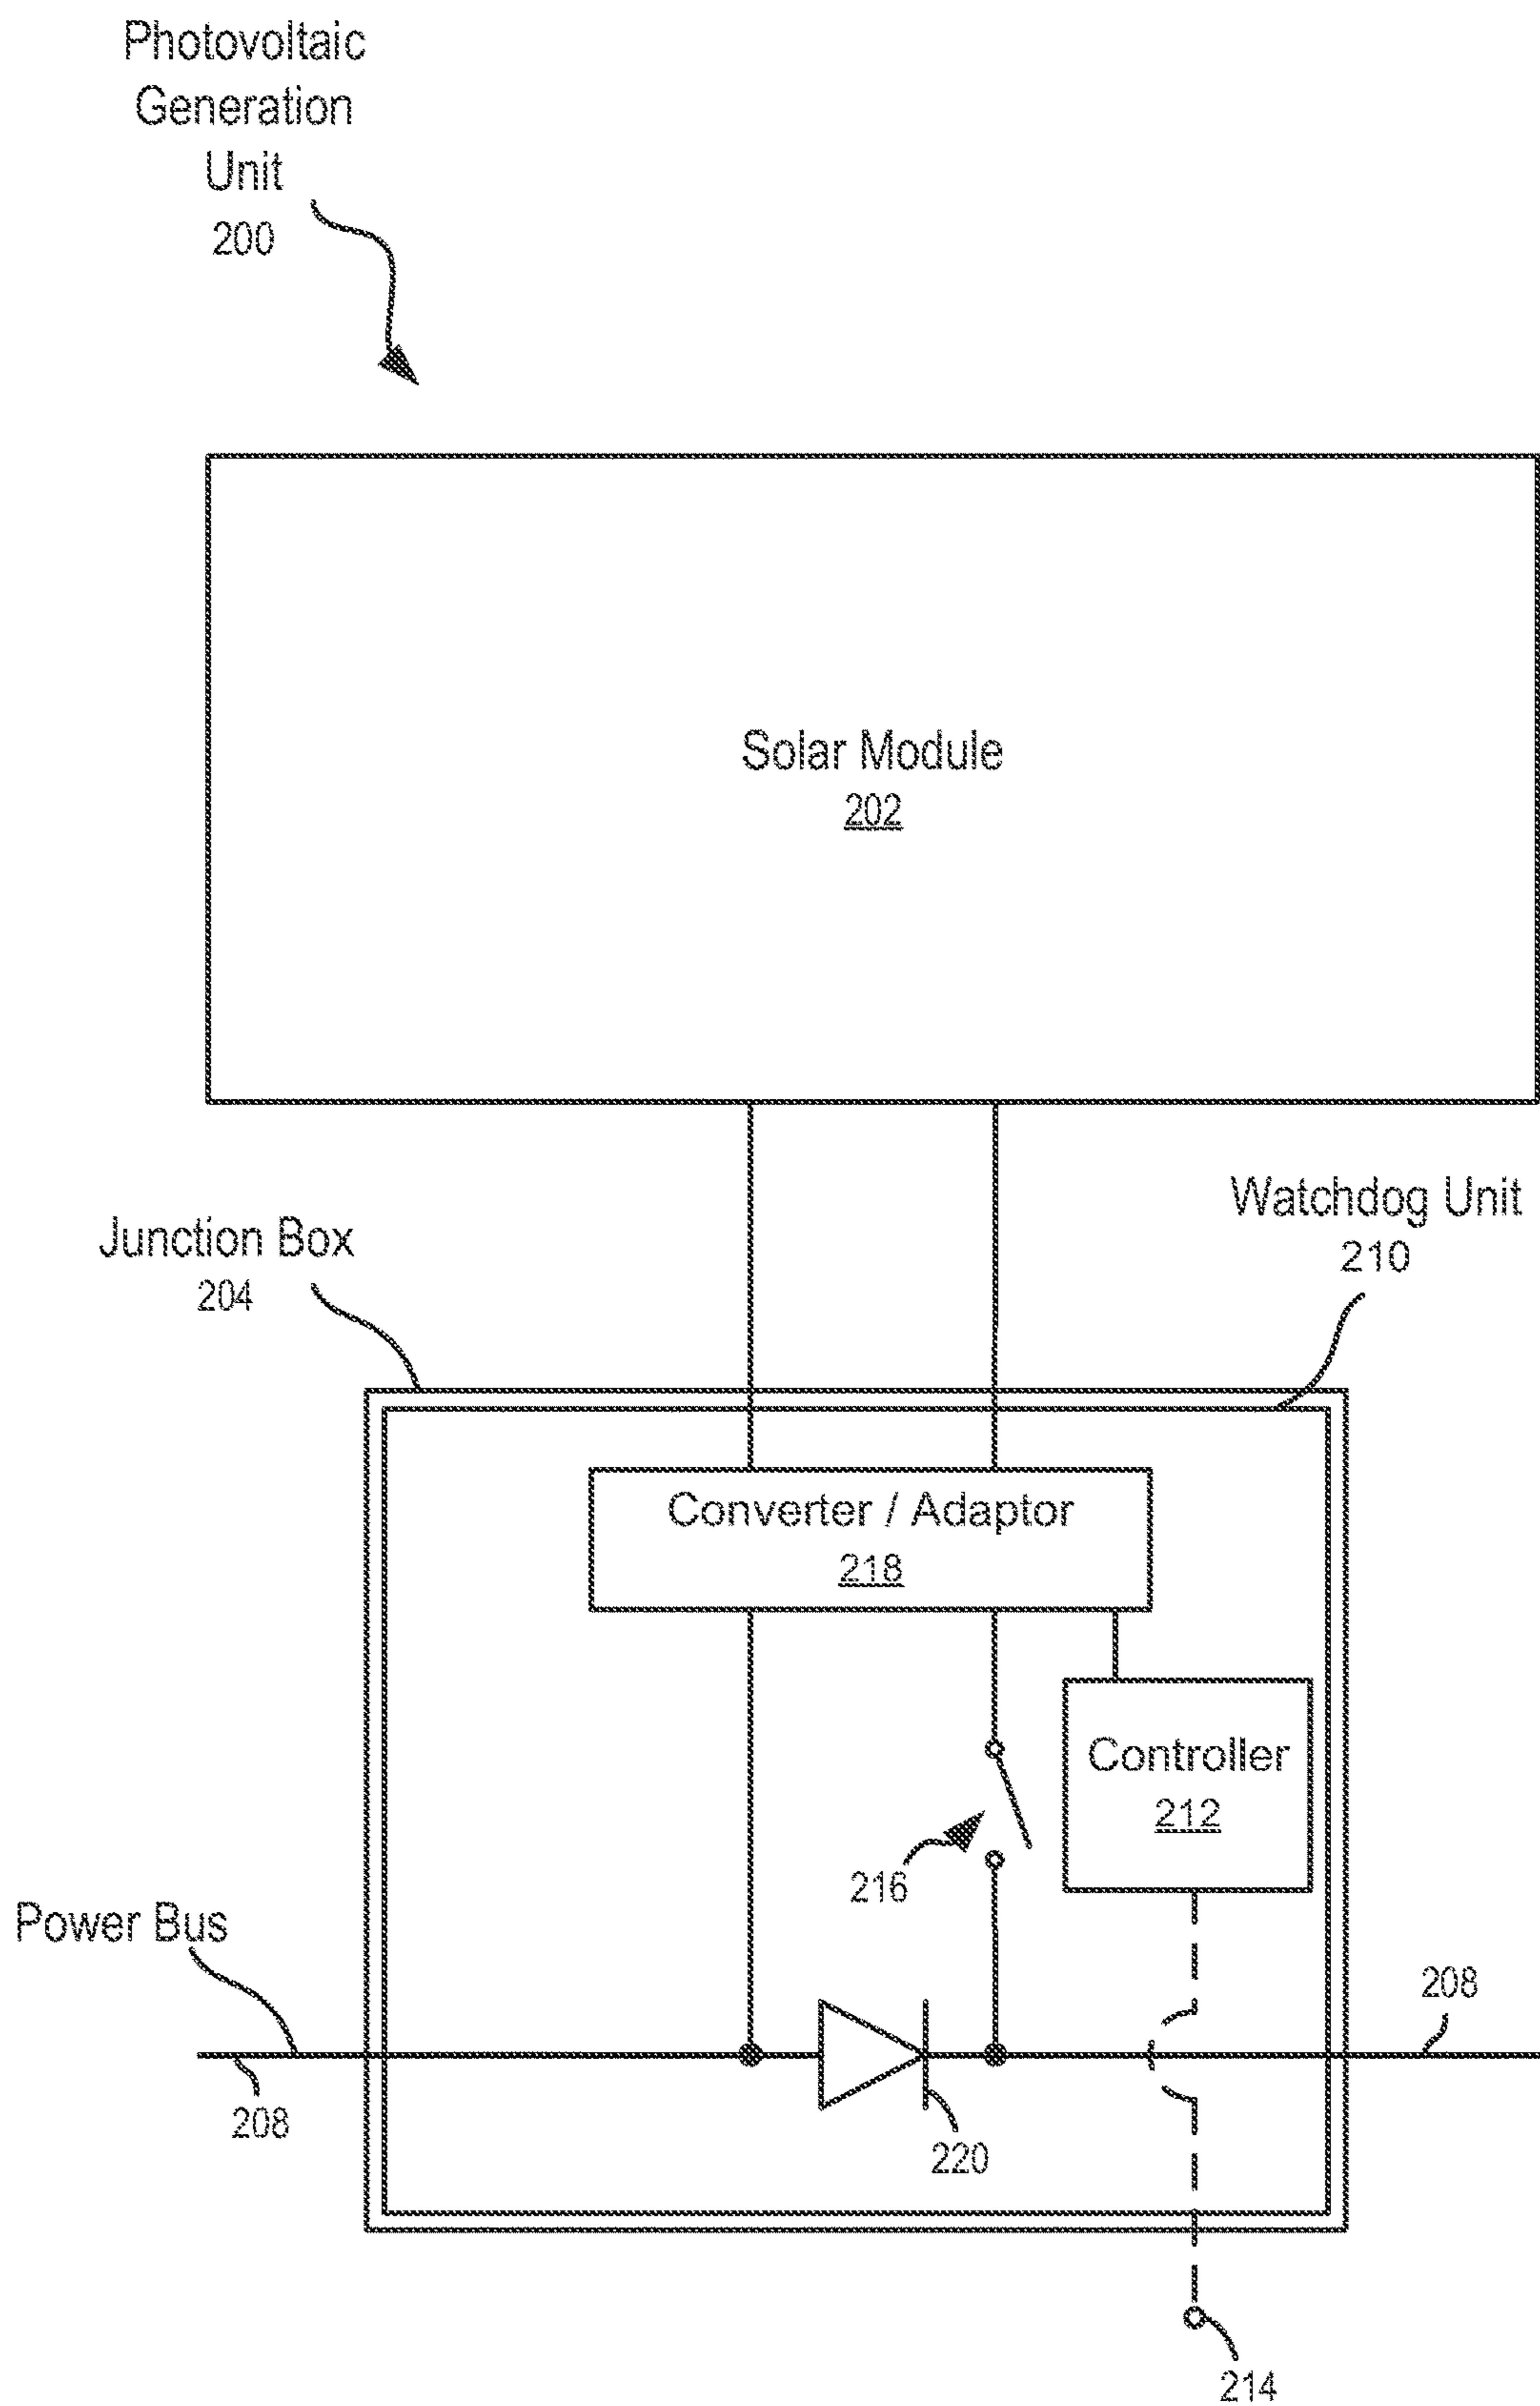 Photovoltaic
Generation
Unit
200
Solar Module
202
Watchdog Unit
210
Junction Box
204
Converter / Adaptor
218
Controller
212
216
Power Bus
208
208
220
214